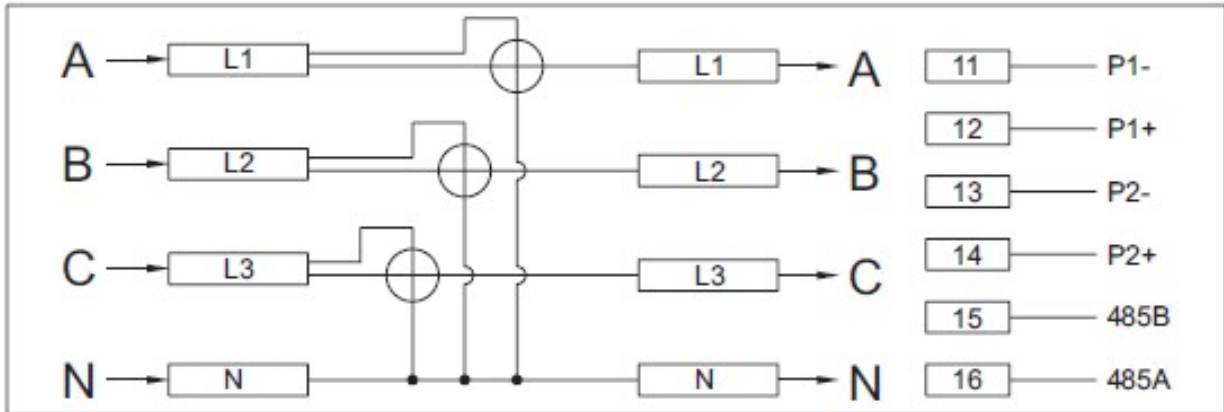 A L1 L1 A 11 P1-
12 P1+
B L2 L2 B
13 P2-
14 P2+
C L3 L3 C
15 485B
N N N N 16 485A